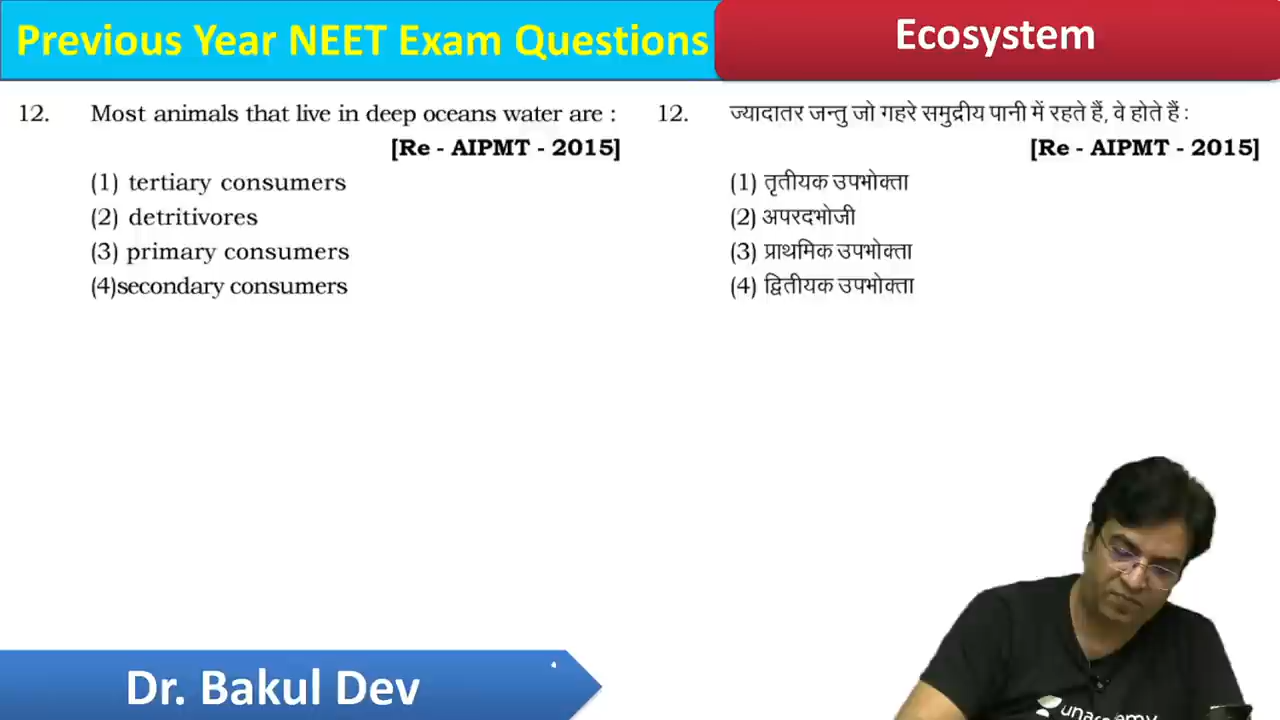 Previous Year NEET Exam Questions
Ecosystem
12. Most animals that live in deep oceans water are :
[Re - AIPMT - 2015]
(1) tertiary consumers
(2) detritivores
(3) primary consumers
(4)secondary consumers
12. ज्यादातर जन्तु जो गहरे समुद्रीय पानी में रहते हैं, वे होते हैं :
[Re - AIPMT - 2015]
(1) तृतीयक उपभोक्ता
(2) अपरदभोजी
(3) प्राथमिक उपभोक्ता
(4) द्वितीयक उपभोक्ता
Dr. Bakul Dev
unacademy